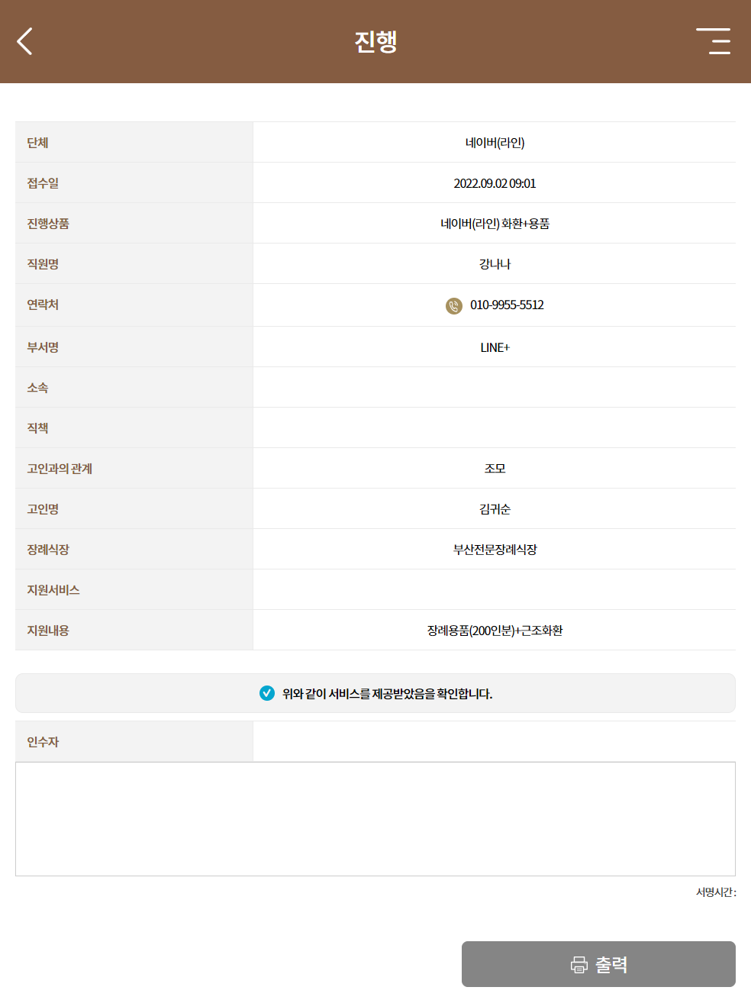 진행
단체 네이버(라인)
접수일 2022.09.02 09:01
진행상품 네이버(라인) 화환+용품
직원명 강나나
연락처 010-9955-5512
부서명 LINE+
소속
직책
고인과의 관계 조모
고인명 김귀순
장례식장 부산전문장례식장
지원서비스
지원내용 장례용품(200인분)+근조화환
위와 같이 서비스를 제공받았음을 확인합니다.
인수자
서명시간 :
출력